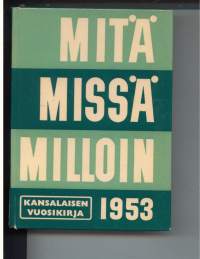 MITÄ
MISSÄ
MILLOIN
KANSALAISEN
VUOSIKIRJA
1953